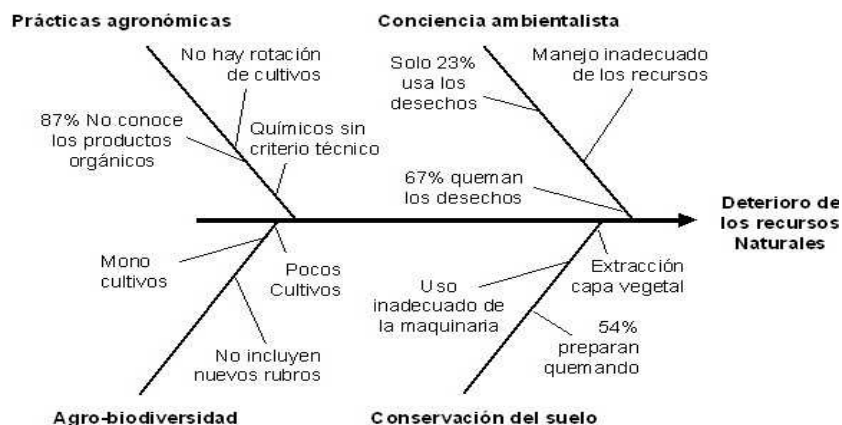 Prácticas agronómicas
No hay rotación
de cultivos
87% No conoce
los productos
orgánicos
Químicos sin
criterio técnico
Conciencia ambientalista
Solo 23%
usa los
desechos
Manejo inadecuado
de los recursos
67% queman
los desechos
Deterioro de
los recursos
Naturales
Mono
cultivos
Pocos
Cultivos
No incluyen
nuevos rubros
Agro-biodiversidad
Uso
inadecuado de
la maquinaria
Extracción
capa vegetal
54%
preparan
quemando
Conservación del suelo